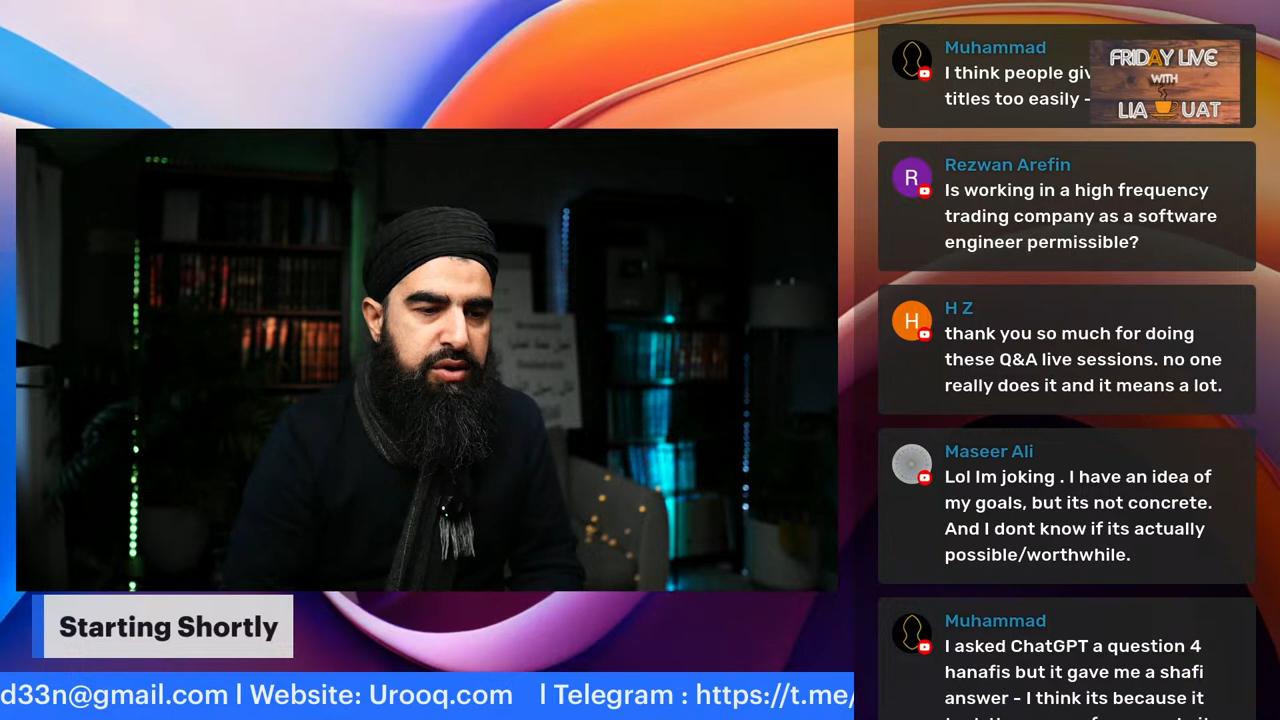 Muhammad
I think people giv
titles too easily -
FRIDAY LIVE
WITH
LIA UAT
R
Rezwan Arefin
Is working in a high frequency
trading company as a software
engineer permissible?
H
H Z
thank you so much for doing
these Q&A live sessions. no one
really does it and it means a lot.
Maseer Ali
Lol Im joking . I have an idea of
my goals, but its not concrete.
And I dont know if its actually
possible/worthwhile.
Muhammad
I asked ChatGPT a question 4
hanafis but it gave me a shafi
answer - I think its because it
Starting Shortly
d33n@gmail.com l Website: Urooq.com l Telegram : https://t.me/